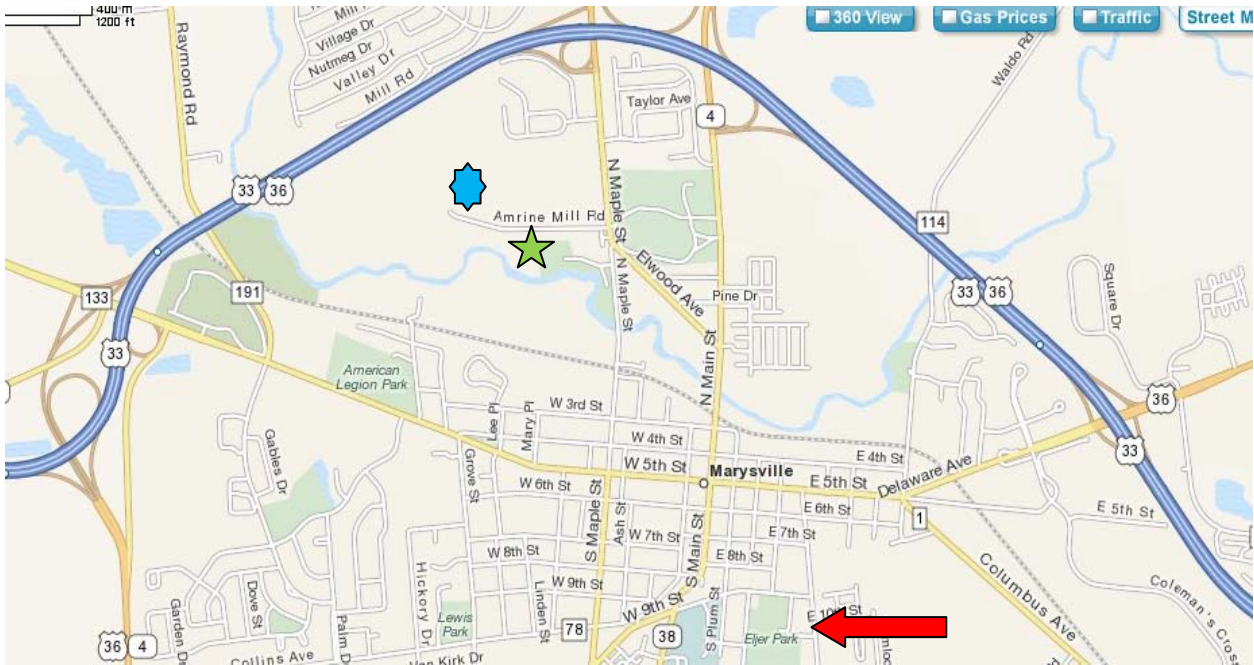 400 m
1200 ft
360 View
Gas Prices
Traffic
Street M
Mill
Village Dr
Nutmeg Dr
Valley Dr
Mill Rd
Raymond Rd
Taylor Ave
Waldo Rd
4
33
36
N Maple St
Amrine Mill Rd
114
Elwood Ave
N Maple St
133
191
Pine Dr
33
36
Square Dr
33
American
Legion Park
N Main St
36
W 3rd St
Lee Pl
Mary Pl
W 4th St
33
E 4th St
Gables Dr
Grove St
W 5th St
Marysville
E 5th St
Delaware Ave
W 6th St
E 6th St
E 5th St
1
S Maple St
Ash St
W 7th St
S Main St
E 7th St
W 8th St
E 8th St
Columbus Ave
Coleman's Cros
Hickory Dr
W 9th St
Linden St
W 9th St
S Plum St
E 10th St
Dove St
Garden Dr
Palm D
Lewis
Park
78
38
Eljer Park
mloc
36
4
Collins Ave
Van Kirk Dr